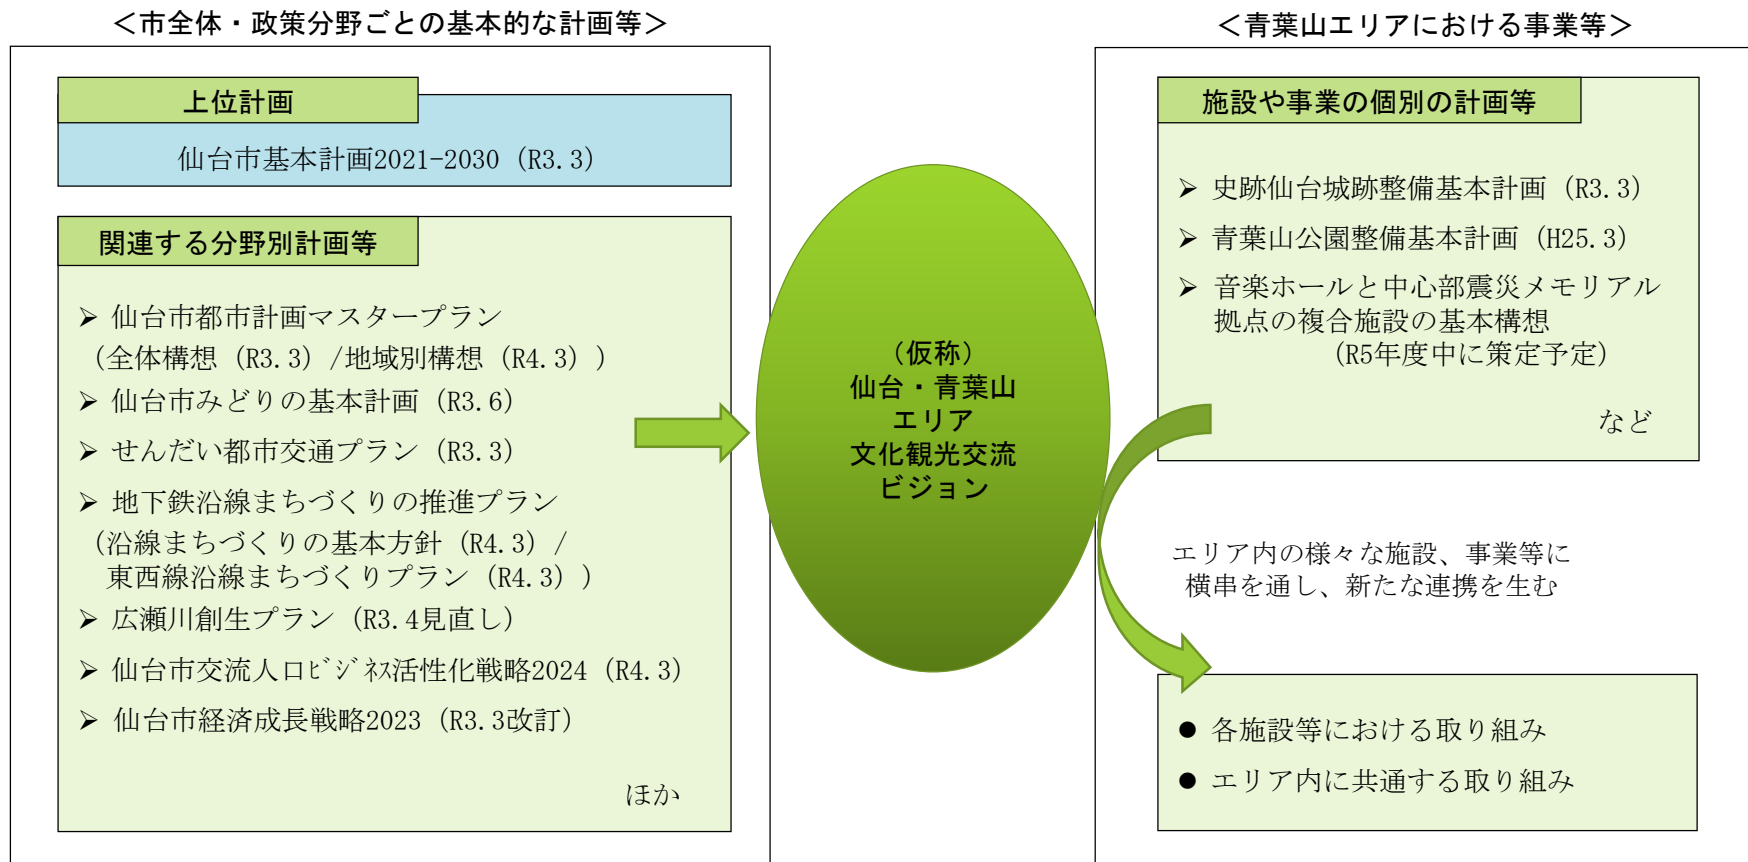 ＜市全体・政策分野ごとの基本的な計画等＞
上位計画
仙台市基本計画2021-2030（R3.3）
関連する分野別計画等
➢ 仙台市都市計画マスタープラン
（全体構想（R3.3）/地域別構想（R4.3））
➢ 仙台市みどりの基本計画（R3.6）
➢ せんだい都市交通プラン（R3.3）
➢ 地下鉄沿線まちづくりの推進プラン
（沿線まちづくりの基本方針（R4.3）/
東西線沿線まちづくりプラン（R4.3））
➢ 広瀬川創生プラン（R3.4見直し）
➢ 仙台市交流人口ﾋﾞｼﾞﾈｽ活性化戦略2024（R4.3）
➢ 仙台市経済成長戦略2023（R3.3改訂）
ほか
（仮称）
仙台・青葉山
エリア
文化観光交流
ビジョン
＜青葉山エリアにおける事業等＞
施設や事業の個別の計画等
➢ 史跡仙台城跡整備基本計画（R3.3）
➢ 青葉山公園整備基本計画（H25.3）
➢ 音楽ホールと中心部震災メモリアル
拠点の複合施設の基本構想
（R5年度中に策定予定）
など
エリア内の様々な施設、事業等に
横串を通し、新たな連携を生む
● 各施設等における取り組み
● エリア内に共通する取り組み